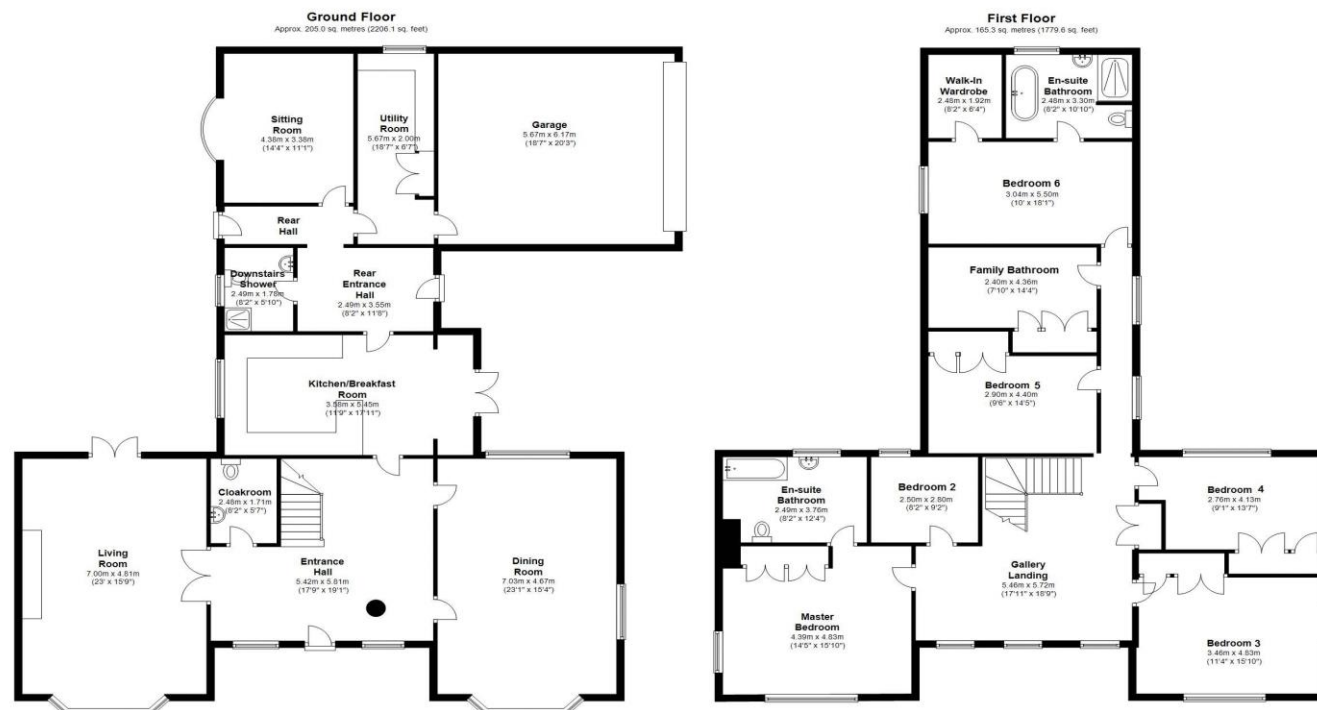 Ground Floor
Approx. 205.0 sq. metres (2206.1 sq. feet)
Sitting
Room
4.38m x 3.38m
(14'4" x 11'1")
Utility
Room
5.67m x 2.00m
(18'7" x 6'7")
Garage
5.67m x 6.17m
(18'7" x 20'3")
Rear
Hall
Downstairs
Shower
2.49m x 1.78m
(8'2" x 5'10")
Rear
Entrance
Hall
2.49m x 3.55m
(8'2" x 11'8")
Kitchen/Breakfast
Room
3.58m x 5.45m
(11'9" x 17'11")
Cloakroom
2.48m x 1.71m
(8'2" x 5'7")
Living
Room
7.00m x 4.81m
(23' x 15'9")
Entrance
Hall
5.42m x 5.81m
(17'9" x 19'1")
Dining
Room
7.03m x 4.67m
(23'1" x 15'4")
First Floor
Approx. 165.3 sq. metres (1779.6 sq. feet)
Walk-In
Wardrobe
2.48m x 1.92m
(8'2" x 6'4")
En-suite
Bathroom
2.48m x 3.30m
(8'2" x 10'10")
Bedroom 6
3.04m x 5.50m
(10' x 18'1")
Family Bathroom
2.40m x 4.36m
(7'10" x 14'4")
Bedroom 5
2.90m x 4.40m
(9'6" x 14'5")
En-suite
Bathroom
2.49m x 3.76m
(8'2" x 12'4")
Bedroom 2
2.50m x 2.80m
(8'2" x 9'2")
Bedroom 4
2.76m x 4.13m
(9'1" x 13'7")
Gallery
Landing
5.46m x 5.72m
(17'11" x 18'9")
Master
Bedroom
4.39m x 4.83m
(14'5" x 15'10")
Bedroom 3
3.46m x 4.83m
(11'4" x 15'10")